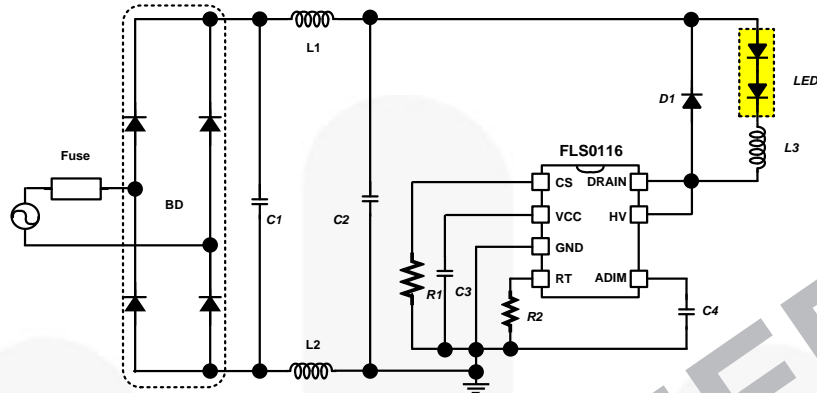 L1
LED
D1
Fuse
FLS0116
L3
CS DRAIN
BD
C1
C2
VCC HV
GND
R1 C3
RT ADIM
R2
C4
L2